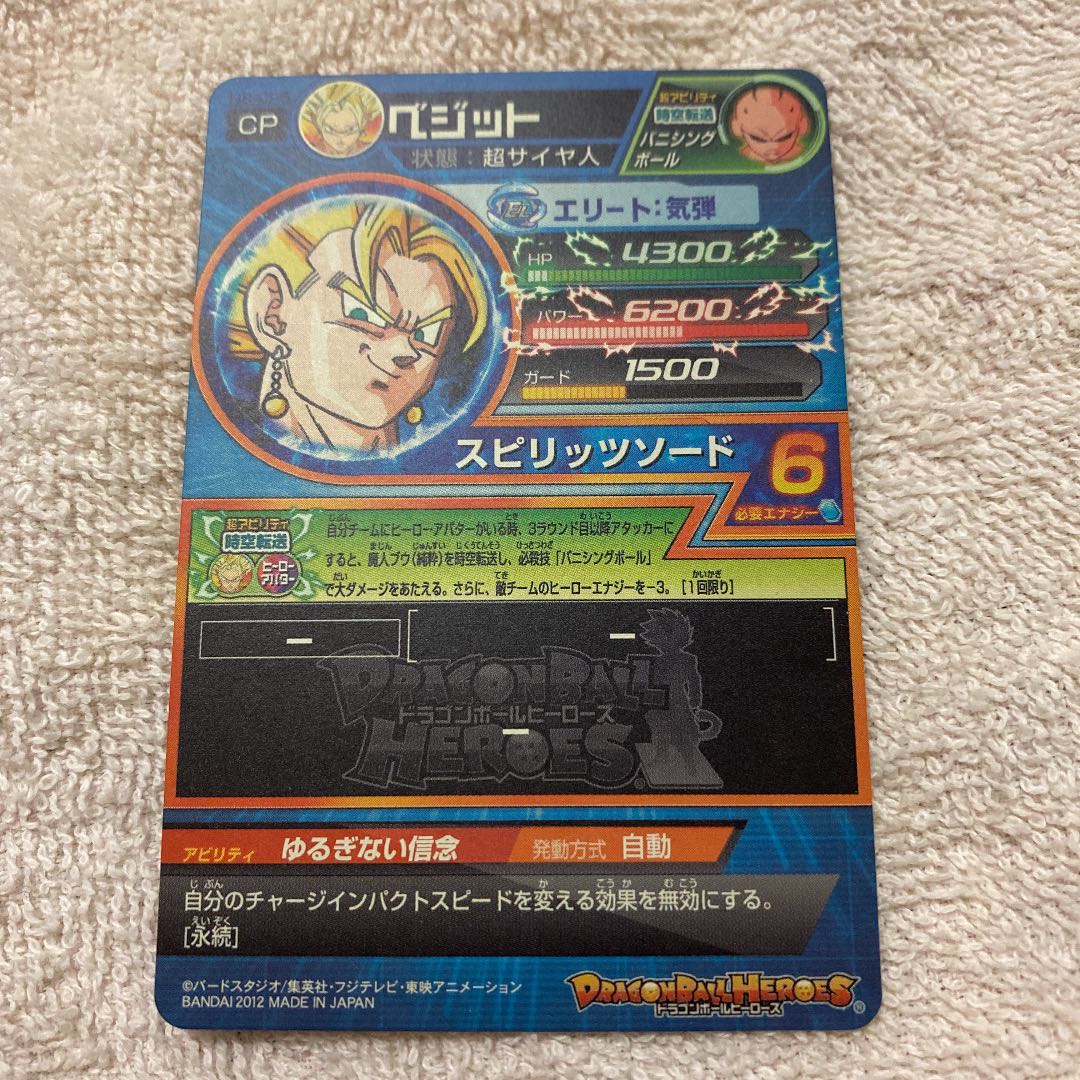 CP
ベジット
状態：超サイヤ人
超アビリティ
時空転送
バニシング
ボール
EL
エリート：気弾
HP 4300
パワー 6200
ガード 1500
スピリッツソード
6
必要エナジー
超アビリティ
時空転送
ヒーロー
アバター
自分チームにヒーローアバターがいる時、3ラウンド目以降アタッカーに
すると、魔人ブウ(純粋)を時空転送し、必殺技「バニシングボール」
で大ダメージをあたえる。さらに、敵チームのヒーローエナジーを－3。[1回限り]
ー
[ ー ]
DRAGONBALL
ドラゴンボールヒーローズ
HEROES
ー
アビリティ ゆるぎない信念 発動方式 自動
自分のチャージインパクトスピードを変える効果を無効にする。
[永続]
©バードスタジオ/集英社・フジテレビ・東映アニメーション
BANDAI 2012 MADE IN JAPAN
DRAGONBALL HEROES
ドラゴンボールヒーローズ
®